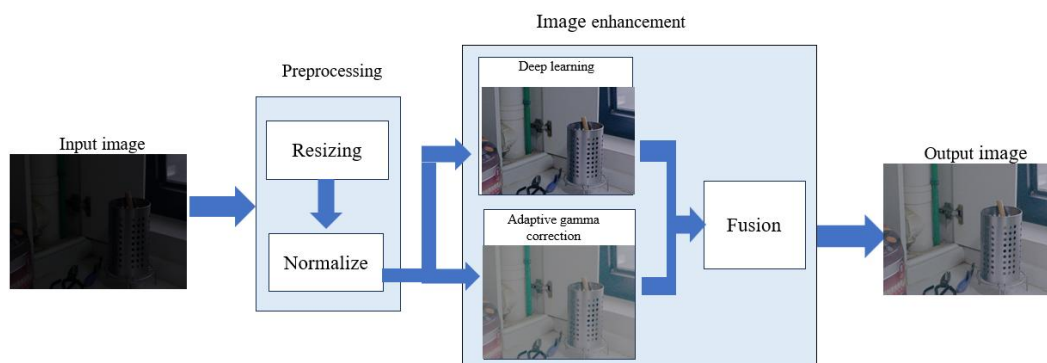 Image enhancement
Preprocessing
Deep learning
Input image
Resizing
Output image
Adaptive gamma
correction
Fusion
Normalize